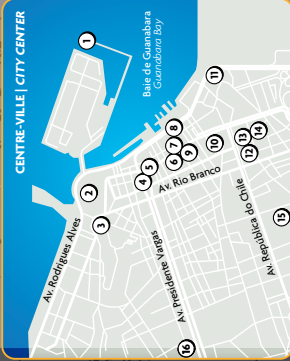 CENTRE-VILLE | CITY CENTER
Baie de Guanabara
Guanabara Bay
Av. Rodrigues Alves
Av. Rio Branco
Av. Presidente Vargas
Av. República do Chile
1
2
3
4
5
6
7
8
9
10
11
12
13
14
15
16